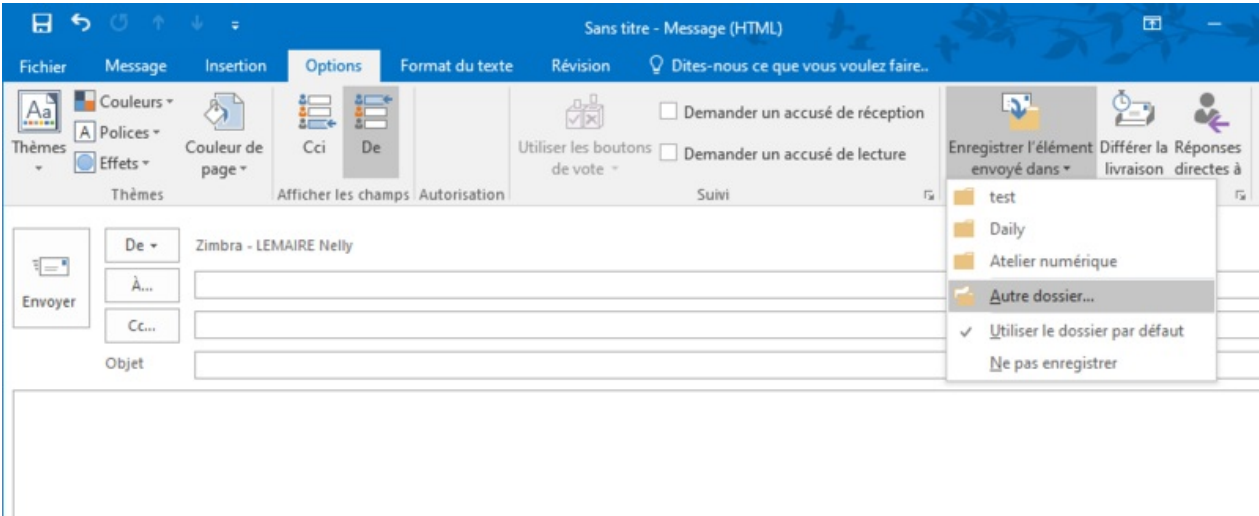 Sans titre - Message (HTML)
Fichier Message Insertion Options Format du texte Révision Dites-nous ce que vous voulez faire..
Aa
Thèmes
Couleurs
A Polices
Effets
Couleur de
page
Thèmes
Cci
De
Afficher les champs
Autorisation
Utiliser les boutons
de vote
Demander un accusé de réception
Demander un accusé de lecture
Suivi
Enregistrer l'élément
envoyé dans
Différer la
livraison
Réponses
directes à
test
Daily
Atelier numérique
Autre dossier...
Utiliser le dossier par défaut
Ne pas enregistrer
Envoyer
De
Zimbra - LEMAIRE Nelly
À...
Cc...
Objet